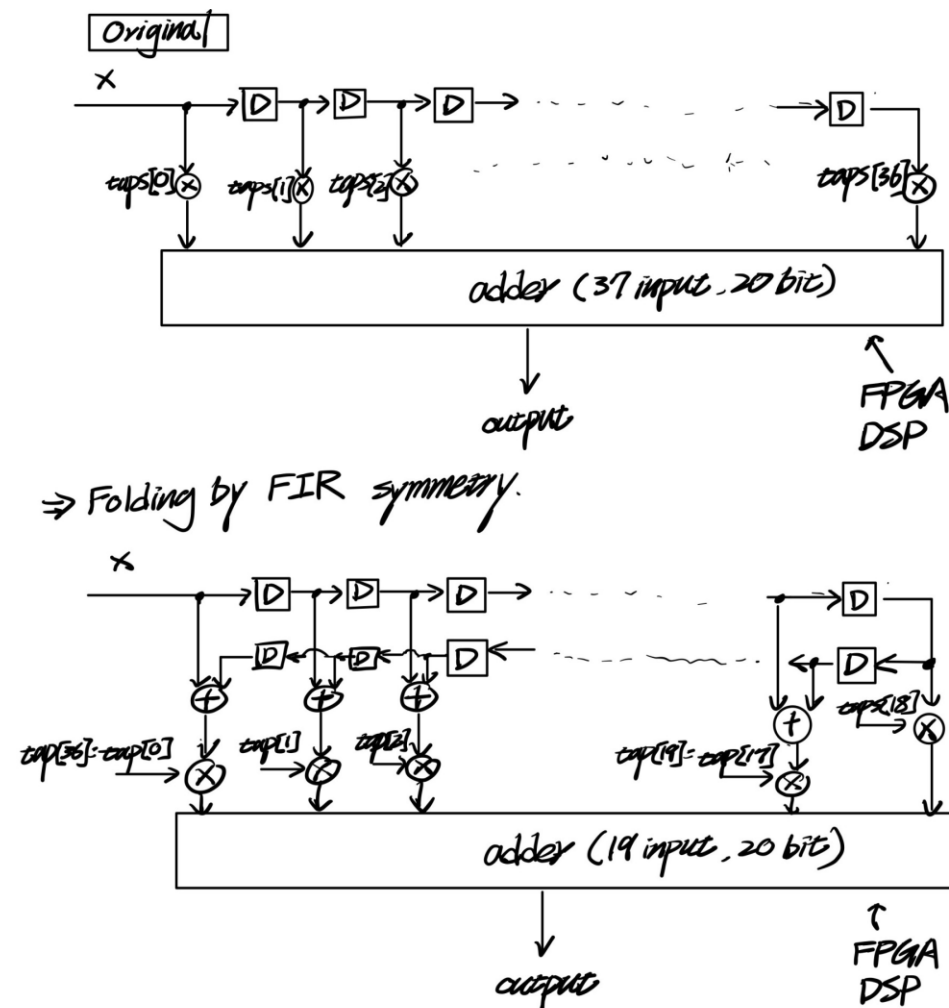 Original
x
D D D D
taps[0] × taps[1] × taps[2] × taps[36] ×
adder (37 input, 20 bit)
FPGA
DSP
output
⇒ Folding by FIR symmetry.
x
D D D D
D D D D
+ + + + taps[18] ×
tap[36]=tap[0] × tap[1] × tap[2] × tap[19]=tap[17] ×
adder (19 input, 20 bit)
FPGA
DSP
output